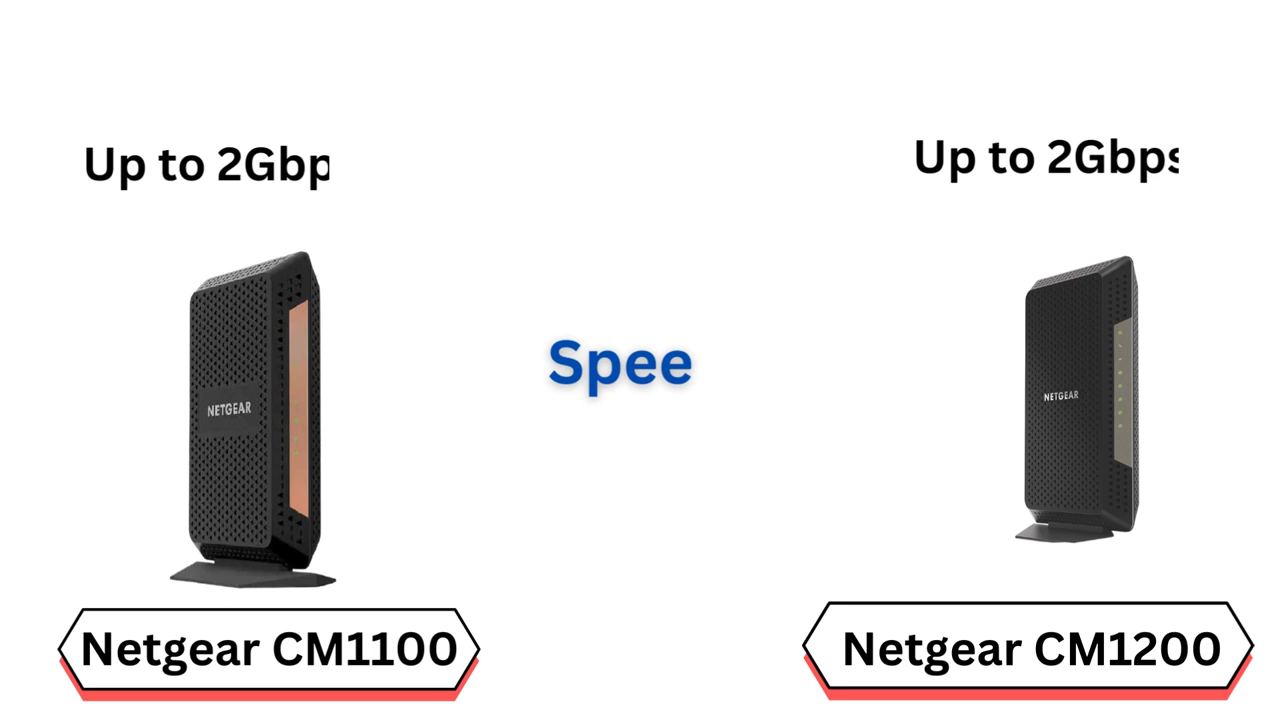 Up to 2Gbp
Up to 2Gbps
Spee
NETGEAR
NETGEAR
Netgear CM1100
Netgear CM1200